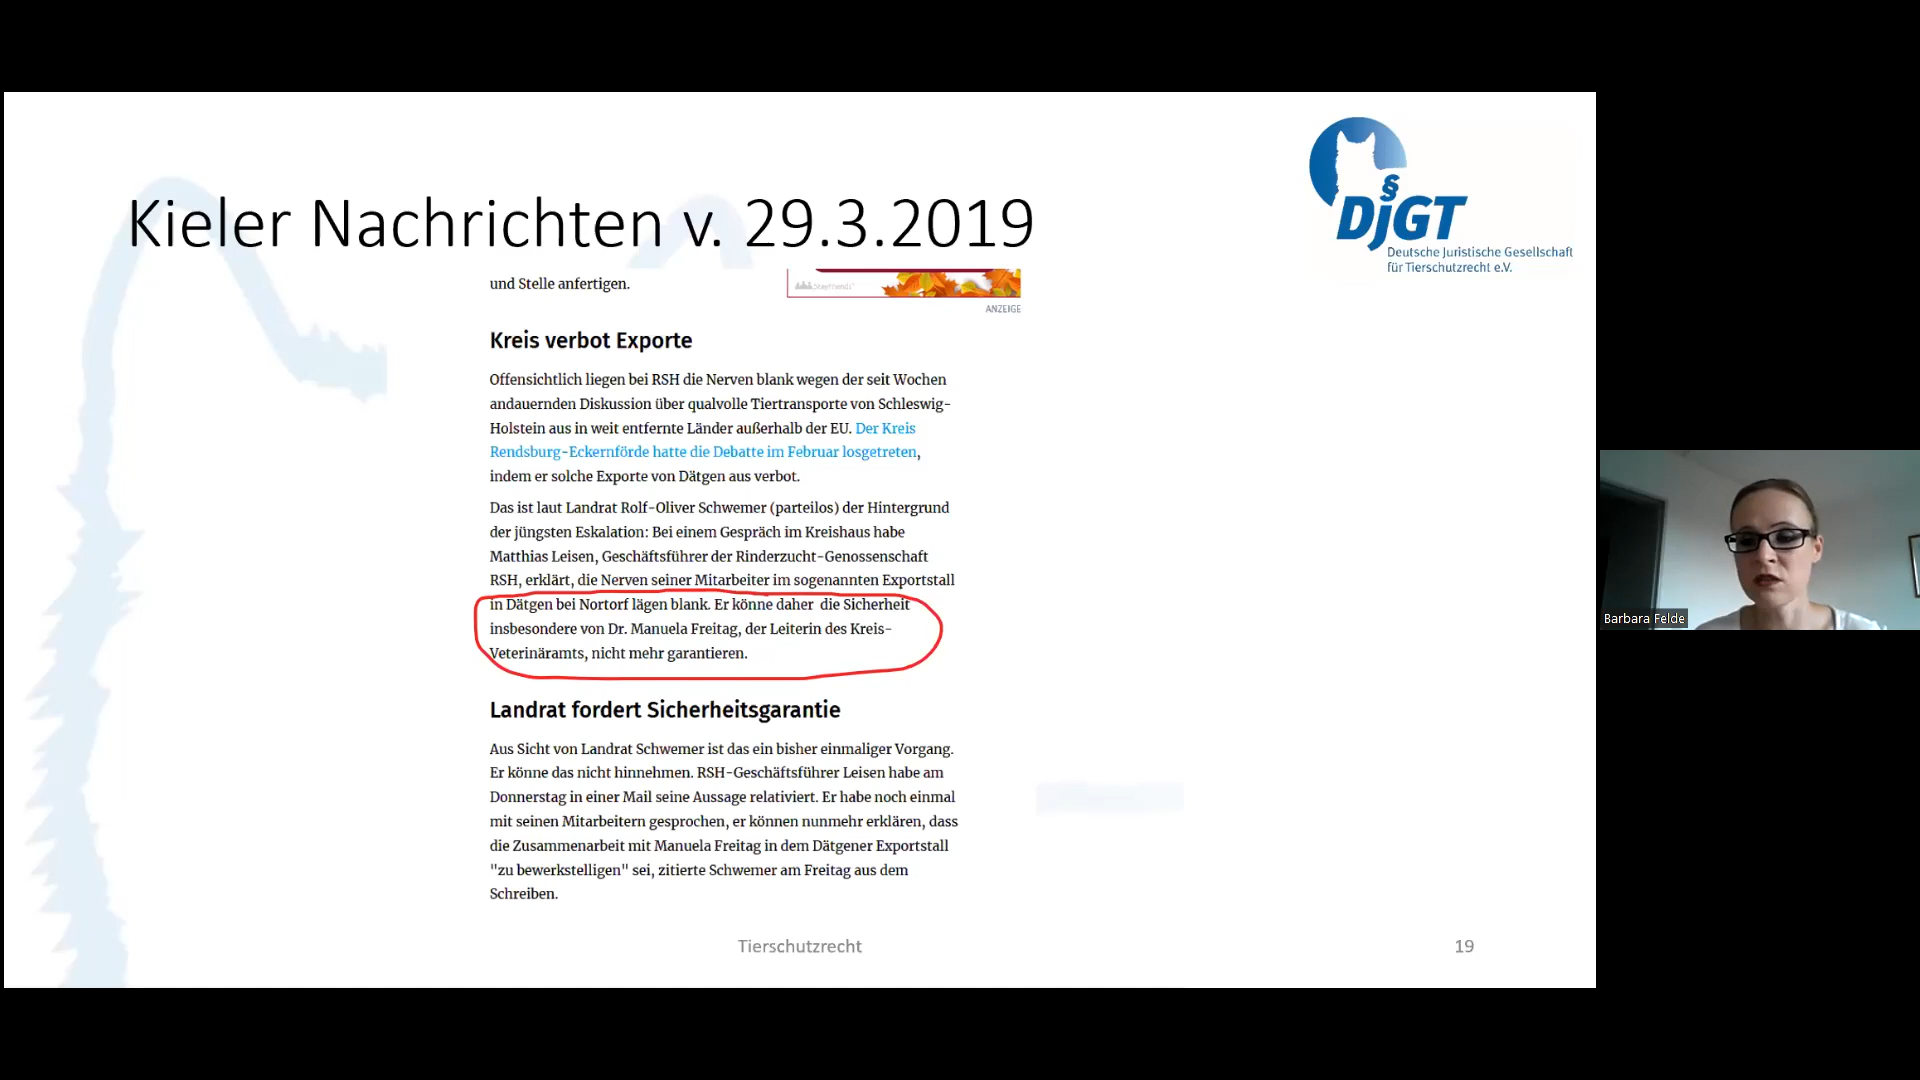 Kieler Nachrichten v. 29.3.2019
§
DJGT
Deutsche Juristische Gesellschaft
für Tierschutzrecht e.V.
und Stelle anfertigen.
StayFriends
ANZEIGE
Kreis verbot Exporte
Offensichtlich liegen bei RSH die Nerven blank wegen der seit Wochen
andauernden Diskussion über qualvolle Tiertransporte von Schleswig-
Holstein aus in weit entfernte Länder außerhalb der EU. Der Kreis
Rendsburg-Eckernförde hatte die Debatte im Februar losgetreten,
indem er solche Exporte von Dätgen aus verbot.
Das ist laut Landrat Rolf-Oliver Schwemer (parteilos) der Hintergrund
der jüngsten Eskalation: Bei einem Gespräch im Kreishaus habe
Matthias Leisen, Geschäftsführer der Rinderzucht-Genossenschaft
RSH, erklärt, die Nerven seiner Mitarbeiter im sogenannten Exportstall
in Dätgen bei Nortorf lägen blank. Er könne daher die Sicherheit
insbesondere von Dr. Manuela Freitag, der Leiterin des Kreis-
Veterinäramts, nicht mehr garantieren.
Landrat fordert Sicherheitsgarantie
Aus Sicht von Landrat Schwemer ist das ein bisher einmaliger Vorgang.
Er könne das nicht hinnehmen. RSH-Geschäftsführer Leisen habe am
Donnerstag in einer Mail seine Aussage relativiert. Er habe noch einmal
mit seinen Mitarbeitern gesprochen, er können nunmehr erklären, dass
die Zusammenarbeit mit Manuela Freitag in dem Dätgener Exportstall
"zu bewerkstelligen" sei, zitierte Schwemer am Freitag aus dem
Schreiben.
Tierschutzrecht
19
Barbara Felde